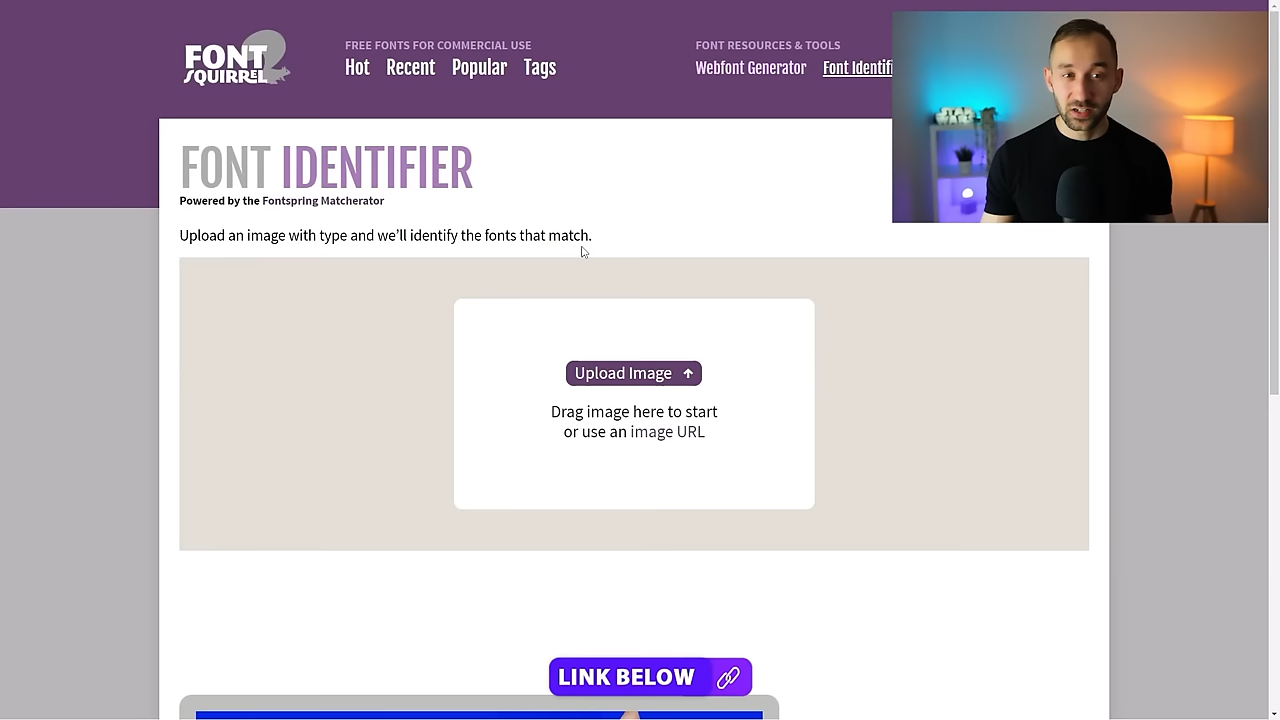 FONT
SQUIRREL
FREE FONTS FOR COMMERCIAL USE
Hot Recent Popular Tags
FONT RESOURCES & TOOLS
Webfont Generator Font Identifi
FONT IDENTIFIER
Powered by the Fontspring Matcherator
Upload an image with type and we’ll identify the fonts that match.
Upload Image
Drag image here to start
or use an image URL
LINK BELOW